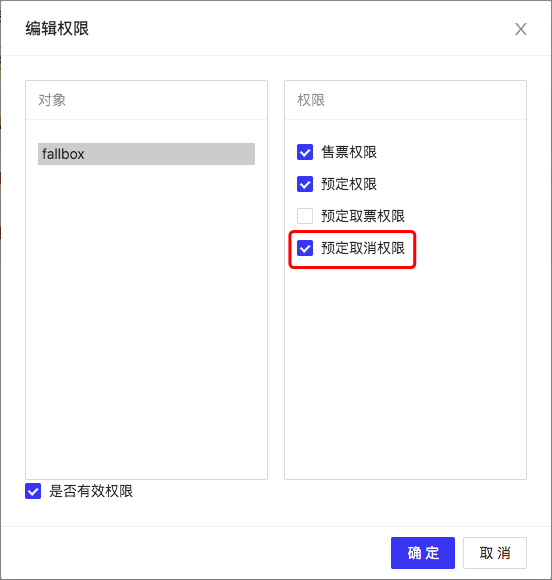 编辑权限
对象
权限
fallbox
售票权限
预定权限
预定取票权限
预定取消权限
是否有效权限
确 定
取 消